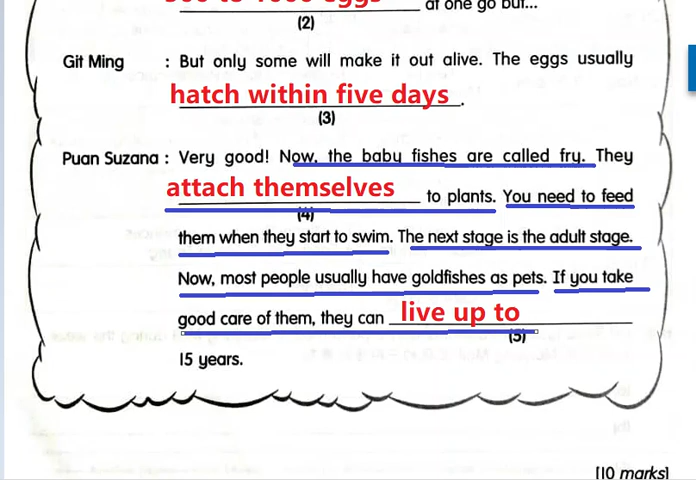 to 1000 eggs at one go but...
(2)
Git Ming : But only some will make it out alive. The eggs usually
hatch within five days.
(3)
Puan Suzana : Very good! Now, the baby fishes are called fry. They
attach themselves to plants. You need to feed
(4)
them when they start to swim. The next stage is the adult stage.
Now, most people usually have goldfishes as pets. If you take
good care of them, they can live up to
(5)
15 years.
[10 marks]